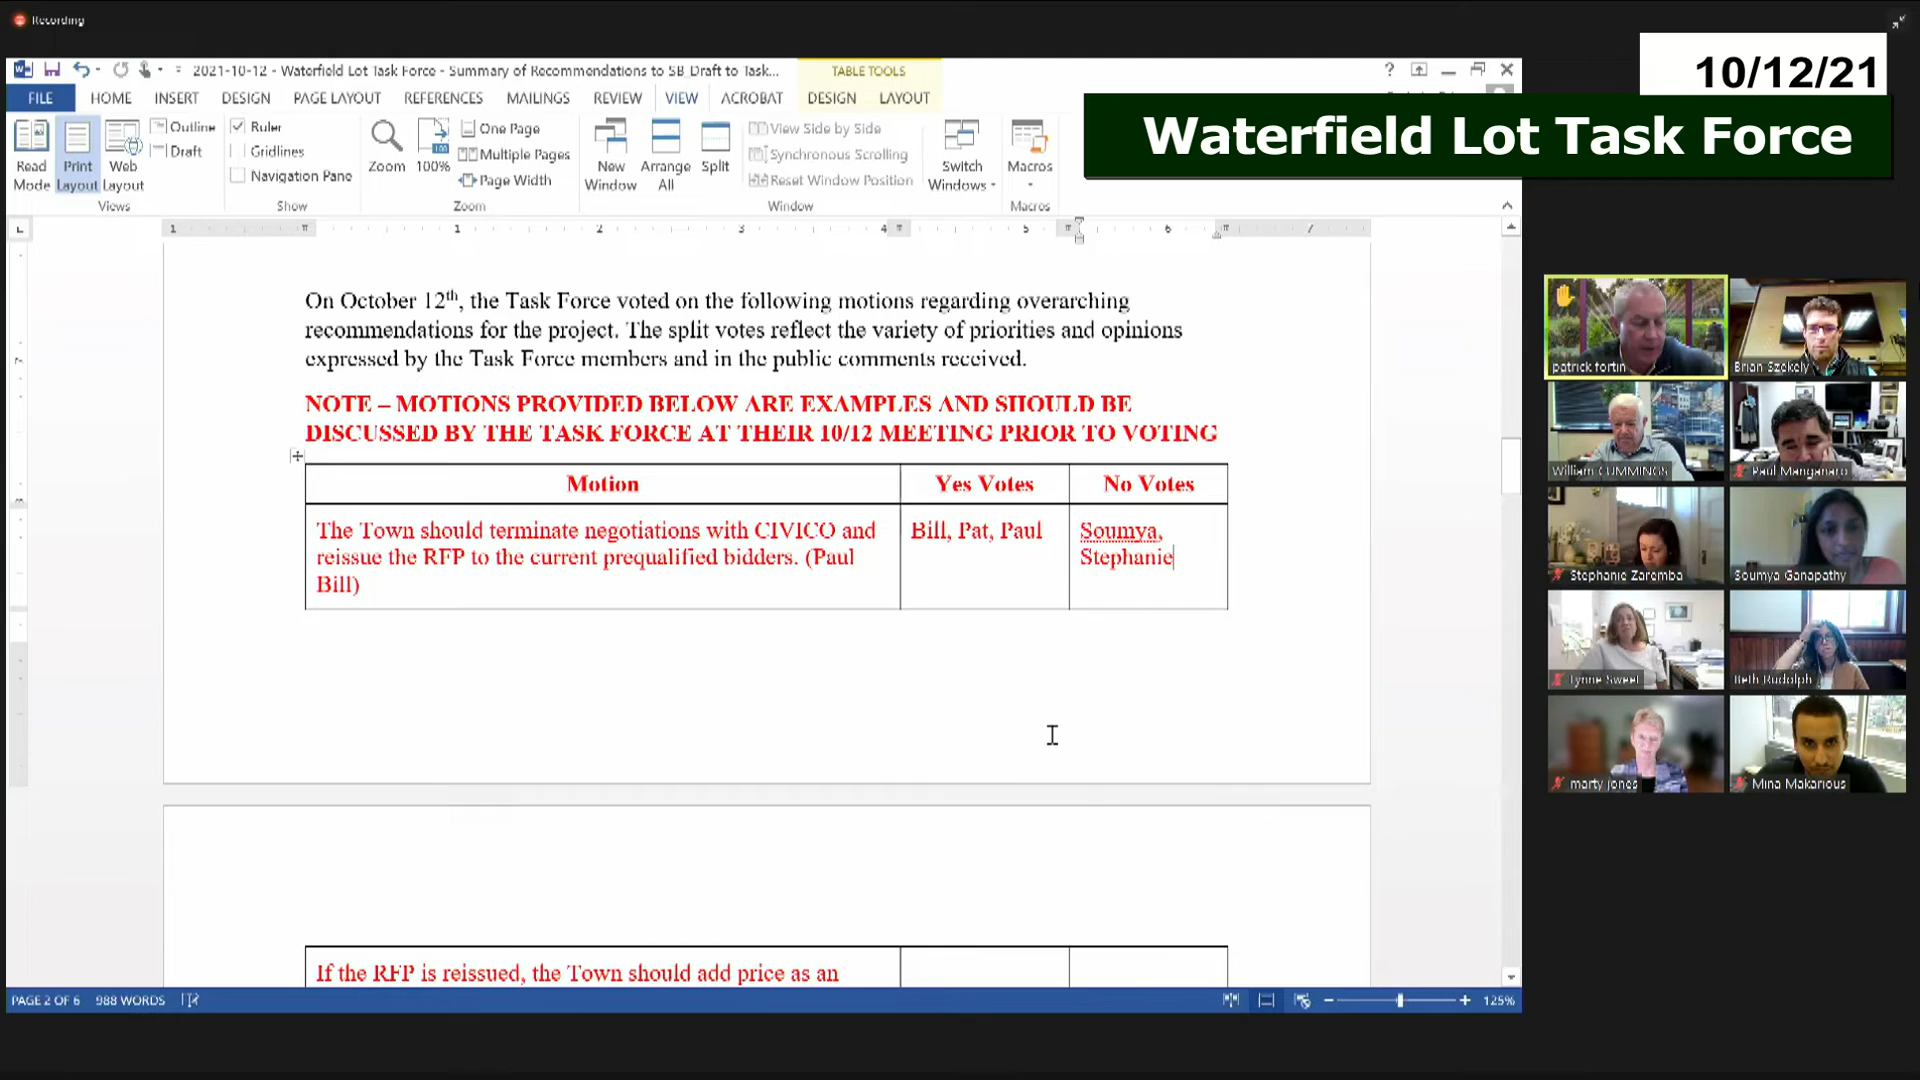 Recording
10/12/21
Waterfield Lot Task Force
2021-10-12 - Waterfield Lot Task Force - Summary of Recommendations to SB_Draft to Task...
TABLE TOOLS
FILE HOME INSERT DESIGN PAGE LAYOUT REFERENCES MAILINGS REVIEW VIEW ACROBAT DESIGN LAYOUT
Read Mode
Print Layout
Web Layout
Outline
Draft
Views
Ruler
Gridlines
Navigation Pane
Show
Zoom
100%
One Page
Multiple Pages
Page Width
Zoom
New Window
Arrange All
Split
View Side by Side
Synchronous Scrolling
Reset Window Position
Window
Switch Windows
Macros
Macros
1 1 2 3 4 5 6 7
On October 12th, the Task Force voted on the following motions regarding overarching
recommendations for the project. The split votes reflect the variety of priorities and opinions
expressed by the Task Force members and in the public comments received.
NOTE – MOTIONS PROVIDED BELOW ARE EXAMPLES AND SHOULD BE
DISCUSSED BY THE TASK FORCE AT THEIR 10/12 MEETING PRIOR TO VOTING
Motion Yes Votes No Votes
The Town should terminate negotiations with CIVICO and
reissue the RFP to the current prequalified bidders. (Paul
Bill)
Bill, Pat, Paul
Soumya,
Stephanie
If the RFP is reissued, the Town should add price as an
PAGE 2 OF 6 988 WORDS
125%
patrick fortin
Brian Szekely
William CUMMINGS
Paul Manganaro
Stephanie Zaremba
Soumya Ganapathy
Lynne Sweet
Beth Rudolph
marty jones
Mina Makarious